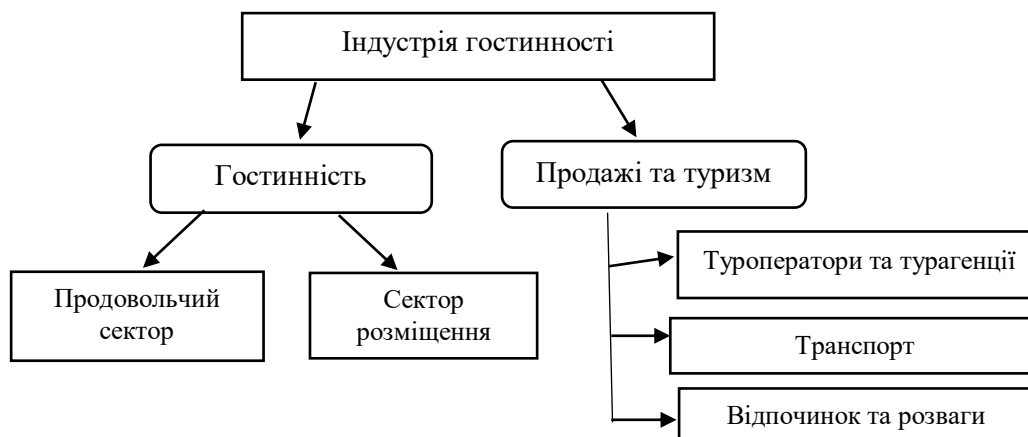 Індустрія гостинності
Гостинність
Продажі та туризм
Продовольчий
сектор
Сектор
розміщення
Туроператори та турагенції
Транспорт
Відпочинок та розваги